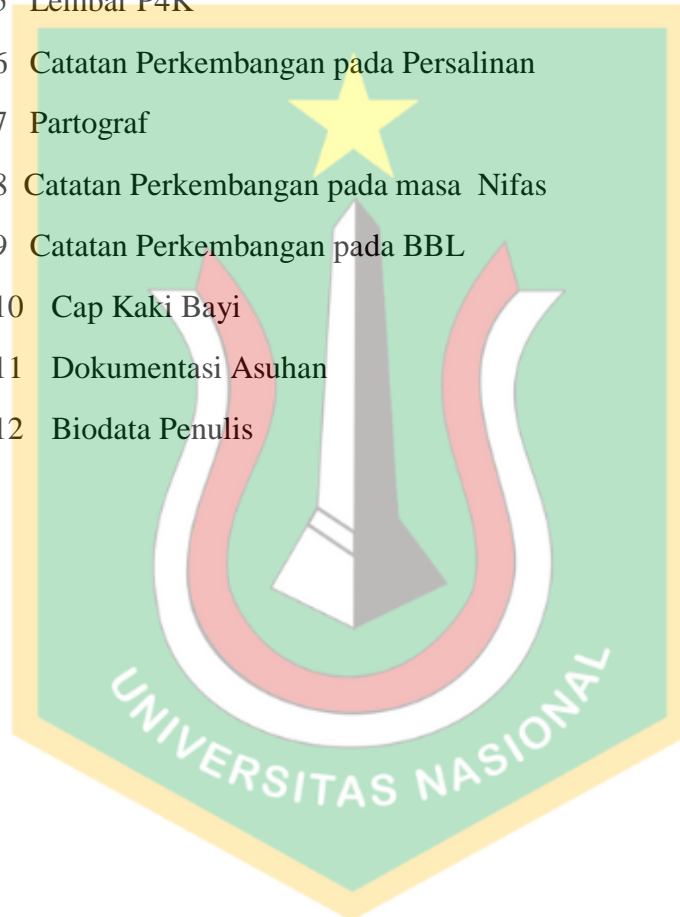 5 Lembar P4K
6 Catatan Perkembangan pada Persalinan
7 Partograf
8 Catatan Perkembangan pada masa Nifas
9 Catatan Perkembangan pada BBL
10 Cap Kaki Bayi
11 Dokumentasi Asuhan
12 Biodata Penulis
UNIVERSITAS NASIONAL